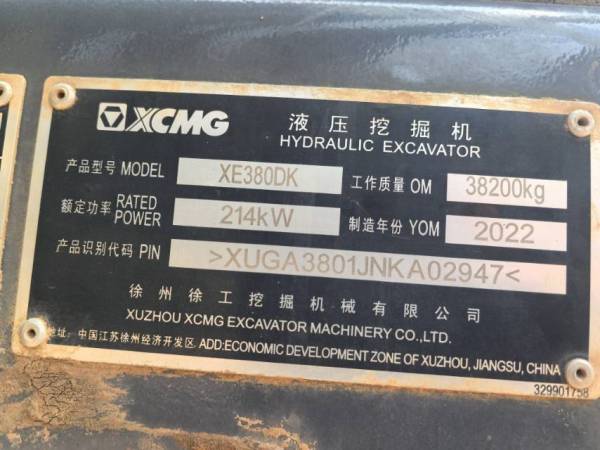 XCMG
液压挖掘机
HYDRAULIC EXCAVATOR
产品型号 MODEL XE380DK 工作质量 OM 38200kg
额定功率 RATED POWER 214kW 制造年份 YOM 2022
产品识别代码 PIN >XUGA3801JNKA02947<
徐州徐工挖掘机械有限公司
XUZHOU XCMG EXCAVATOR MACHINERY CO.,LTD.
地址: 中国江苏徐州经济开发区 ADD:ECONOMIC DEVELOPMENT ZONE OF XUZHOU, JIANGSU, CHINA
329901758